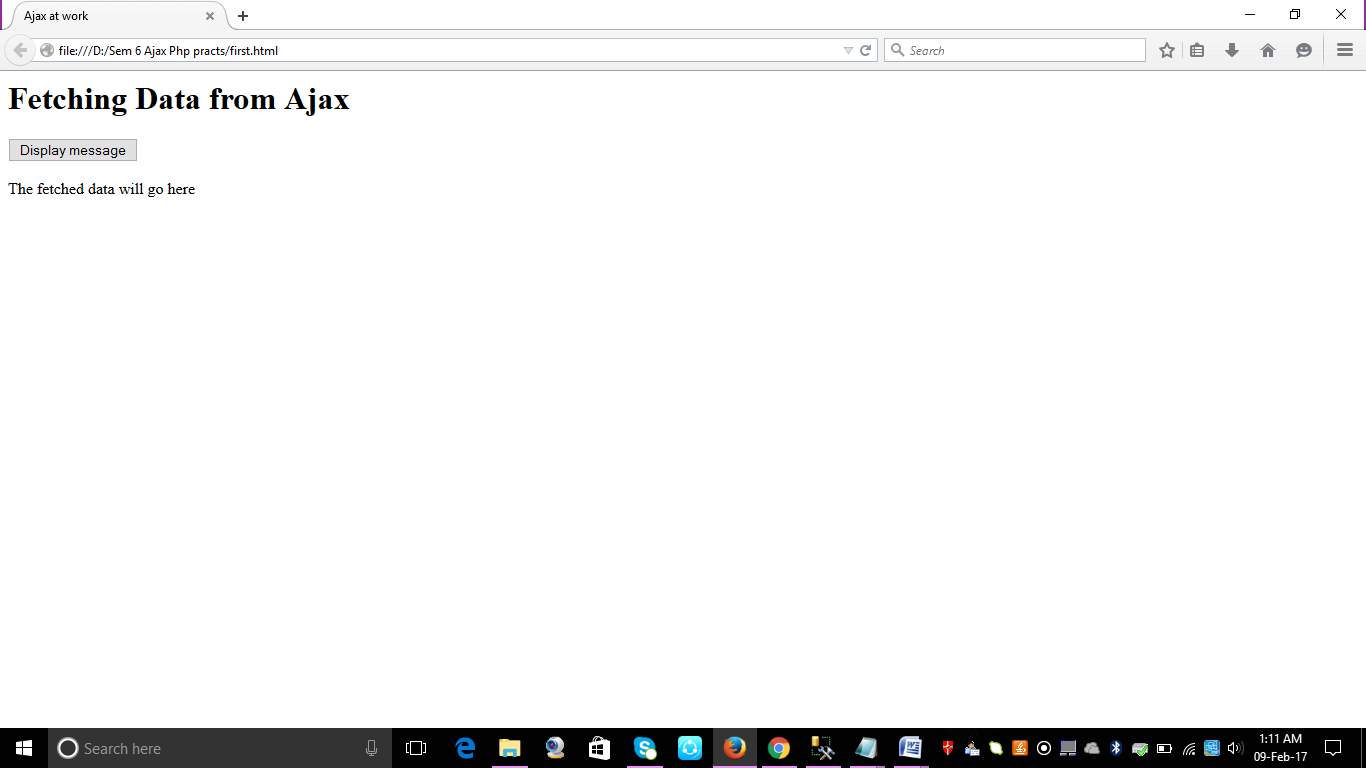 Ajax at work
file:///D:/Sem 6 Ajax Php practs/first.html
Search
Fetching Data from Ajax
Display message
The fetched data will go here
Search here
1:11 AM
09-Feb-17